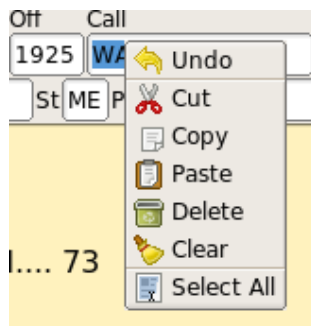 Off Call
1925 WA Undo
St ME P Cut
Copy
Paste
Delete
.... 73 Clear
Select All